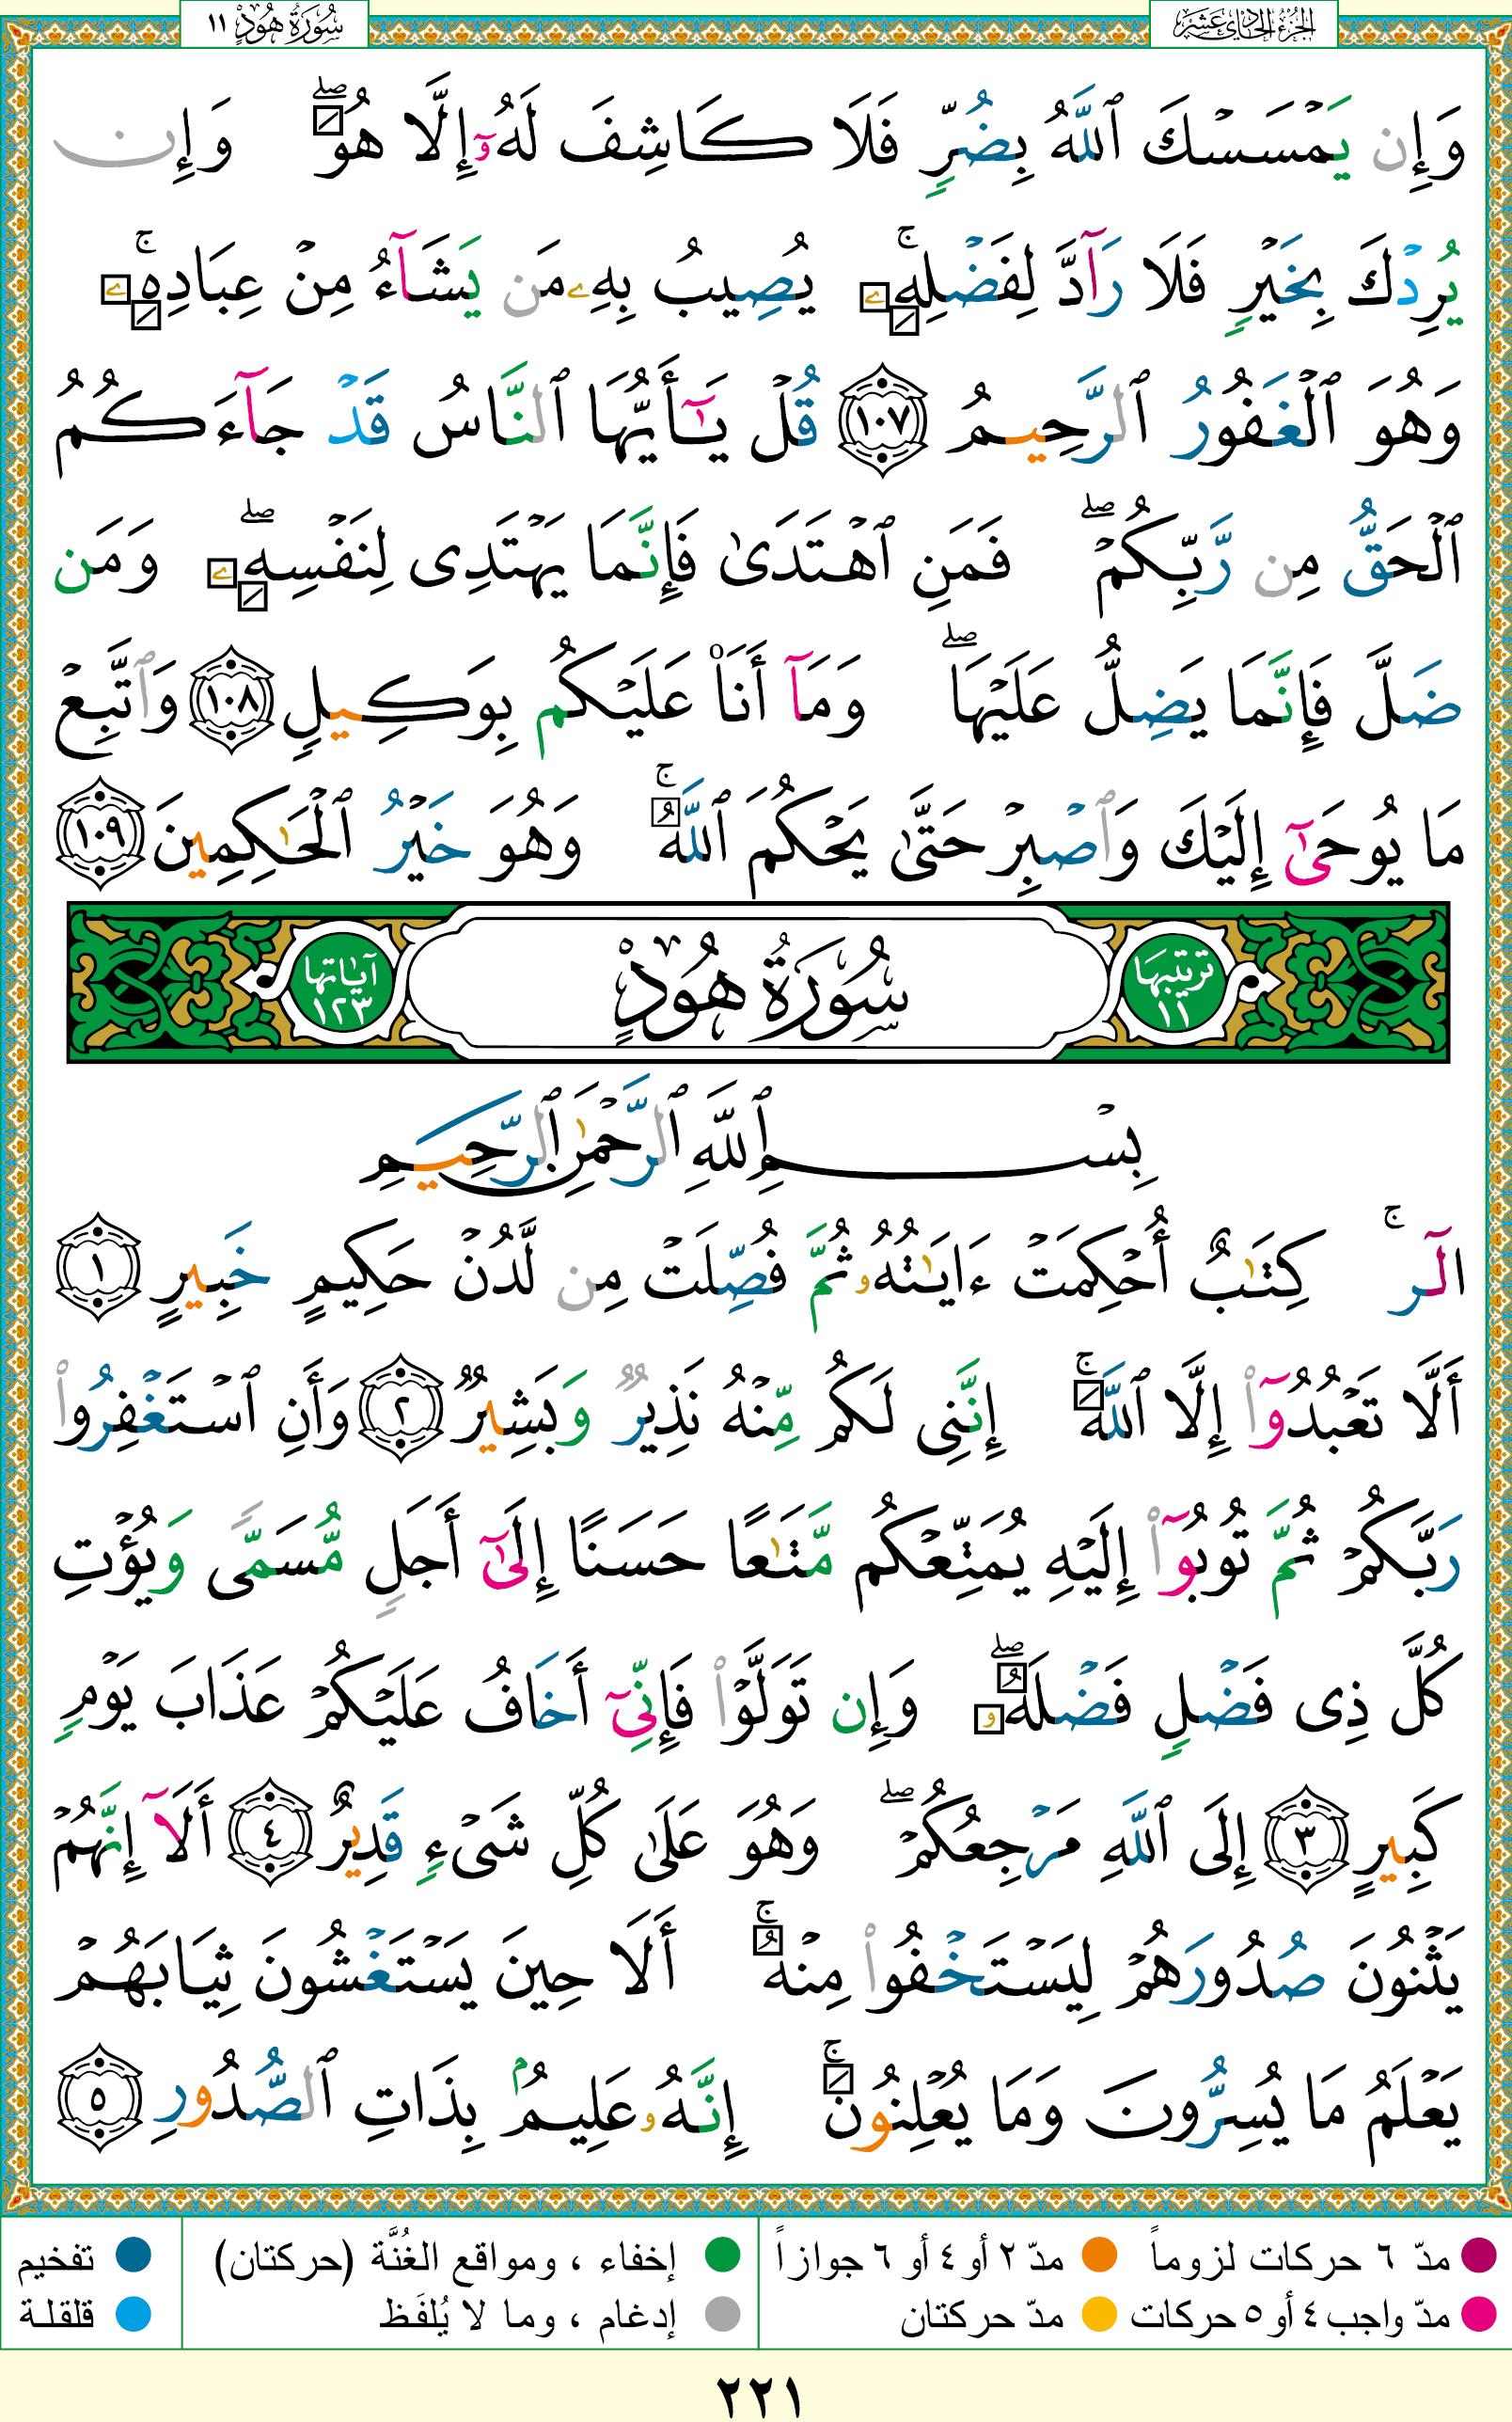 الجزء الحادي عشر
سُورَةُ هُودٍ ١١
وَإِن يَمْسَسْكَ ٱللَّهُ بِضُرٍّ فَلَا كَاشِفَ لَهُۥٓ إِلَّا هُوَ ۖ وَإِن
يُرِدْكَ بِخَيْرٍ فَلَا رَآدَّ لِفَضْلِهِۦ ۚ يُصِيبُ بِهِۦ مَن يَشَآءُ مِنْ عِبَادِهِۦ ۚ
وَهُوَ ٱلْغَفُورُ ٱلرَّحِيمُ ١٠٧ قُلْ يَـٰٓأَيُّهَا ٱلنَّاسُ قَدْ جَآءَكُمُ
ٱلْحَقُّ مِن رَّبِّكُمْ ۖ فَمَنِ ٱهْتَدَىٰ فَإِنَّمَا يَهْتَدِى لِنَفْسِهِۦ ۖ وَمَن
ضَلَّ فَإِنَّمَا يَضِلُّ عَلَيْهَا ۖ وَمَآ أَنَا۠ عَلَيْكُم بِوَكِيلٍ ١٠٨ وَٱتَّبِعْ
مَا يُوحَىٰٓ إِلَيْكَ وَٱصْبِرْ حَتَّىٰ يَحْكُمَ ٱللَّهُ ۚ وَهُوَ خَيْرُ ٱلْحَـٰكِمِينَ ١٠٩
ترتيبها ١١
سُورَةُ هُودٍ
آياتها ١٢٣
بِسْمِ ٱللَّهِ ٱلرَّحْمَـٰنِ ٱلرَّحِيمِ
الٓر ۚ كِتَـٰبٌ أُحْكِمَتْ ءَايَـٰتُهُۥ ثُمَّ فُصِّلَتْ مِن لَّدُنْ حَكِيمٍ خَبِيرٍ ١
أَلَّا تَعْبُدُوٓا۟ إِلَّا ٱللَّهَ ۚ إِنَّنِى لَكُم مِّنْهُ نَذِيرٌ وَبَشِيرٌ ٢ وَأَنِ ٱسْتَغْفِرُوا۟
رَبَّكُمْ ثُمَّ تُوبُوٓا۟ إِلَيْهِ يُمَتِّعْكُم مَّتَـٰعًا حَسَنًا إِلَىٰٓ أَجَلٍ مُّسَمًّى وَيُؤْتِ
كُلَّ ذِى فَضْلٍ فَضْلَهُۥ ۖ وَإِن تَوَلَّوْا۟ فَإِنِّىٓ أَخَافُ عَلَيْكُمْ عَذَابَ يَوْمٍ
كَبِيرٍ ٣ إِلَى ٱللَّهِ مَرْجِعُكُمْ ۖ وَهُوَ عَلَىٰ كُلِّ شَىْءٍ قَدِيرٌ ٤ أَلَآ إِنَّهُمْ
يَثْنُونَ صُدُورَهُمْ لِيَسْتَخْفُوا۟ مِنْهُ ۚ أَلَا حِينَ يَسْتَغْشُونَ ثِيَابَهُمْ
يَعْلَمُ مَا يُسِرُّونَ وَمَا يُعْلِنُونَ ۚ إِنَّهُۥ عَلِيمٌۢ بِذَاتِ ٱلصُّدُورِ ٥
مدّ ٦ حركات لزوماً مدّ ٢ أو ٤ أو ٦ جوازاً إخفاء ، ومواقع الغُنَّة (حركتان) تفخيم
مدّ واجب ٤ أو ٥ حركات مدّ حركتان إدغام ، وما لا يُلفَظ قلقلة
٢٢١